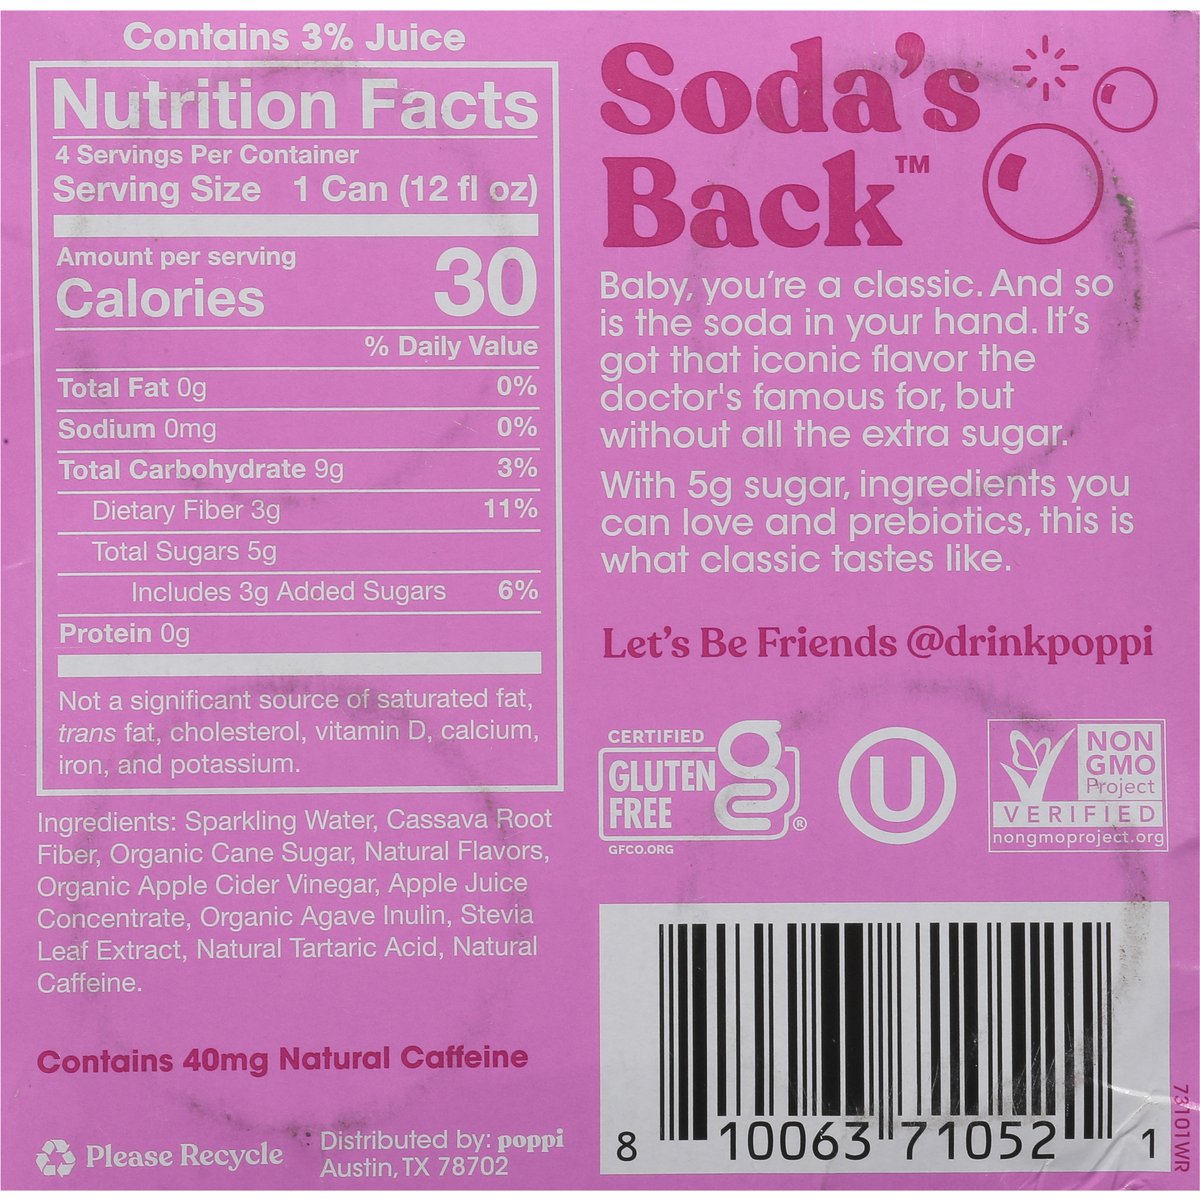 Contains 3% Juice
Nutrition Facts
4 Servings Per Container
Serving Size 1 Can (12 fl oz)
Amount per serving
Calories 30
% Daily Value
Total Fat 0g 0%
Sodium 0mg 0%
Total Carbohydrate 9g 3%
Dietary Fiber 3g 11%
Total Sugars 5g
Includes 3g Added Sugars 6%
Protein 0g
Not a significant source of saturated fat,
trans fat, cholesterol, vitamin D, calcium,
iron, and potassium.
Ingredients: Sparkling Water, Cassava Root
Fiber, Organic Cane Sugar, Natural Flavors,
Organic Apple Cider Vinegar, Apple Juice
Concentrate, Organic Agave Inulin, Stevia
Leaf Extract, Natural Tartaric Acid, Natural
Caffeine.
Contains 40mg Natural Caffeine
Please Recycle
Distributed by: poppi
Austin, TX 78702
Soda's
Back™
Baby, you're a classic. And so
is the soda in your hand. It's
got that iconic flavor the
doctor's famous for, but
without all the extra sugar.
With 5g sugar, ingredients you
can love and prebiotics, this is
what classic tastes like.
Let's Be Friends @drinkpoppi
CERTIFIED
GLUTEN
FREE
g
®
GFCO.ORG
U
NON
GMO
Project
VERIFIED
nongmoproject.org
8 10063 71052 1
73101WR